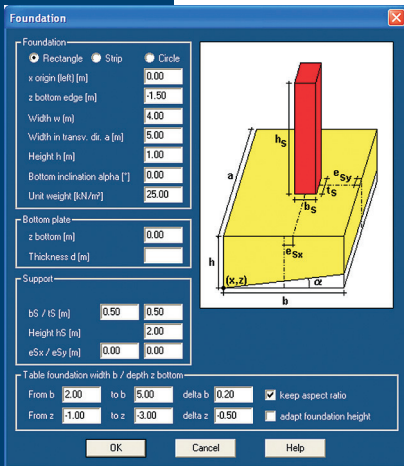 Foundation
Foundation
Rectangle Strip Circle
x origin (left) [m] 0.00
z bottom edge [m] -1.50
Width w [m] 4.00
Width in transv. dir. a [m] 5.00
Height h [m] 1.00
Bottom inclination alpha [°] 0.00
Unit weight [kN/m³] 25.00
Bottom plate
z bottom [m] 0.00
Thickness d [m]
Support
bS / tS [m] 0.50 0.50
Height hS [m] 2.00
eSx / eSy [m] 0.00 0.00
hS
a
eSy
tS
bS
eSx
h
(x,z)
α
b
Table foundation width b / depth z bottom
From b 2.00 to b 5.00 delta b 0.20 keep aspect ratio
From z -1.00 to z -3.00 delta z -0.50 adapt foundation height
OK Cancel Help